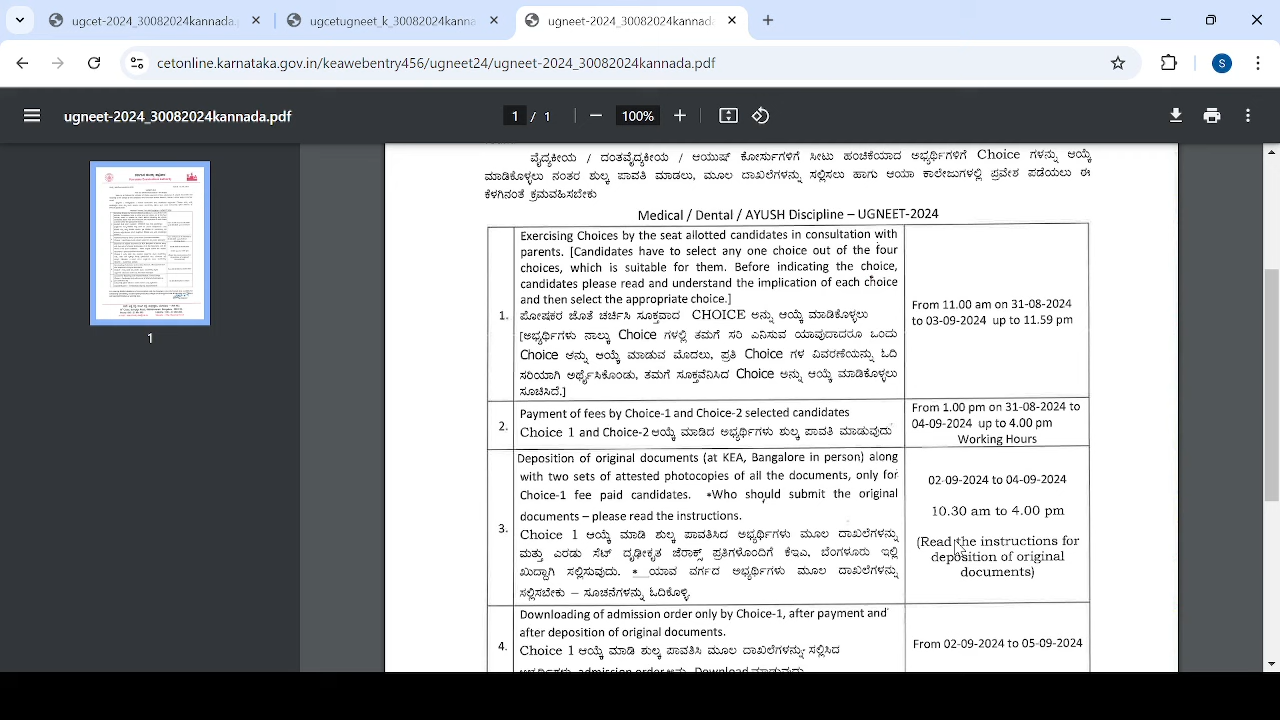 ugcet-2024_30082024kannada.
ugcetugneet_k_30082024kanna
ugneet-2024_30082024kannada
cetonline.karnataka.gov.in/keawebentry456/ugneet24/ugneet-2024_30082024kannada.pdf
S
ugneet-2024_30082024kannada.pdf
1 / 1
100%
1
ವೈದ್ಯಕೀಯ / ದಂತವೈದ್ಯಕೀಯ / ಆಯುಷ್ ಕೋರ್ಸುಗಳಿಗೆ ಸೀಟು ಹಂಚಿಕೆಯಾದ ಅಭ್ಯರ್ಥಿಗಳಿಗೆ Choice ಗಳನ್ನು ಆಯ್ಕೆ
ಮಾಡಿಕೊಳ್ಳಲು ನಂತರ ಶುಲ್ಕ ಪಾವತಿ ಮಾಡಲು, ಮೂಲ ದಾಖಲೆಗಳನ್ನು ಸಲ್ಲಿಸಲು ಹಾಗೂ ಆಯಾ ಕಾಲೇಜುಗಳಲ್ಲಿ ಪ್ರವೇಶ ಪಡೆಯಲು ಈ
ಕೆಳಗಿನಂತೆ
Medical / Dental / AYUSH Discipline – UGNEET-2024
1.
Exercising Choices by the seat allotted candidates in consultation with
parents. [Candidates have to select any one choice out of the four
choices which is suitable for them. Before indicating the choice,
candidates must read and understand the implication of each choice
and then select the appropriate choice.]
ಪೋಷಕರೊಂದಿಗೆ ಚರ್ಚಿಸಿ ಸೂಕ್ತವಾದ CHOICE ಅನ್ನು ಆಯ್ಕೆ ಮಾಡಿಕೊಳ್ಳಲು
[ಅಭ್ಯರ್ಥಿಗಳು ನಾಲ್ಕು Choice ಗಳಲ್ಲಿ ತಮಗೆ ಸರಿ ಎನಿಸುವ ಯಾವುದಾದರೂ ಒಂದು
Choice ಅನ್ನು ಆಯ್ಕೆ ಮಾಡುವ ಮೊದಲು, ಪ್ರತಿ Choice ಗಳ ವಿವರಣೆಯನ್ನು ಓದಿ
ಸರಿಯಾಗಿ ಅರ್ಥೈಸಿಕೊಂಡು, ತಮಗೆ ಸೂಕ್ತವೆನಿಸಿದ Choice ಅನ್ನು ಆಯ್ಕೆ ಮಾಡಿಕೊಳ್ಳಲು
ಸೂಚಿಸಿದೆ.]
From 11.00 am on 31-08-2024
to 03-09-2024 up to 11.59 pm
2.
Payment of fees by Choice-1 and Choice-2 selected candidates
Choice 1 and Choice-2 ಆಯ್ಕೆ ಮಾಡಿದ ಅಭ್ಯರ್ಥಿಗಳು ಶುಲ್ಕ ಪಾವತಿ ಮಾಡುವುದು
From 1.00 pm on 31-08-2024 to
04-09-2024 up to 4.00 pm
Working Hours
3.
Deposition of original documents (at KEA, Bangalore in person) along
with two sets of attested photocopies of all the documents, only for
Choice-1 fee paid candidates. *Who should submit the original
documents – please read the instructions.
Choice 1 ಆಯ್ಕೆ ಮಾಡಿ ಶುಲ್ಕ ಪಾವತಿಸಿದ ಅಭ್ಯರ್ಥಿಗಳು ಮೂಲ ದಾಖಲೆಗಳನ್ನು
ಮತ್ತು ಎರಡು ಸೆಟ್ ದೃಢೀಕೃತ ಜೆರಾಕ್ಸ್ ಪ್ರತಿಗಳೊಂದಿಗೆ ಕೆಇಎ, ಬೆಂಗಳೂರು ಇಲ್ಲಿ
ಖುದ್ದಾಗಿ ಸಲ್ಲಿಸುವುದು. * ಯಾವ ವರ್ಗದ ಅಭ್ಯರ್ಥಿಗಳು ಮೂಲ ದಾಖಲೆಗಳನ್ನು
ಸಲ್ಲಿಸಬೇಕು – ಸೂಚನೆಗಳನ್ನು ಓದಿಕೊಳ್ಳಿ.
02-09-2024 to 04-09-2024
10.30 am to 4.00 pm
(Read the instructions for
deposition of original
documents)
4.
Downloading of admission order only by Choice-1, after payment and
after deposition of original documents.
Choice 1 ಆಯ್ಕೆ ಮಾಡಿ ಶುಲ್ಕ ಪಾವತಿಸಿ ಮೂಲ ದಾಖಲೆಗಳನ್ನು ಸಲ್ಲಿಸಿದ
ಅಭ್ಯರ್ಥಿಗಳು admission order ಅನ್ನು Download ಮಾಡುವುದು
From 02-09-2024 to 05-09-2024